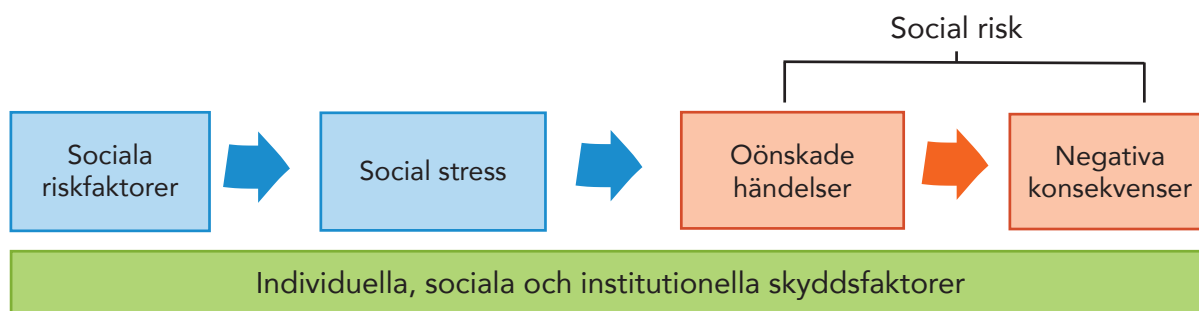 Social risk
Sociala
riskfaktorer
Social stress
Oönskade
händelser
Negativa
konsekvenser
Individuella, sociala och institutionella skyddsfaktorer